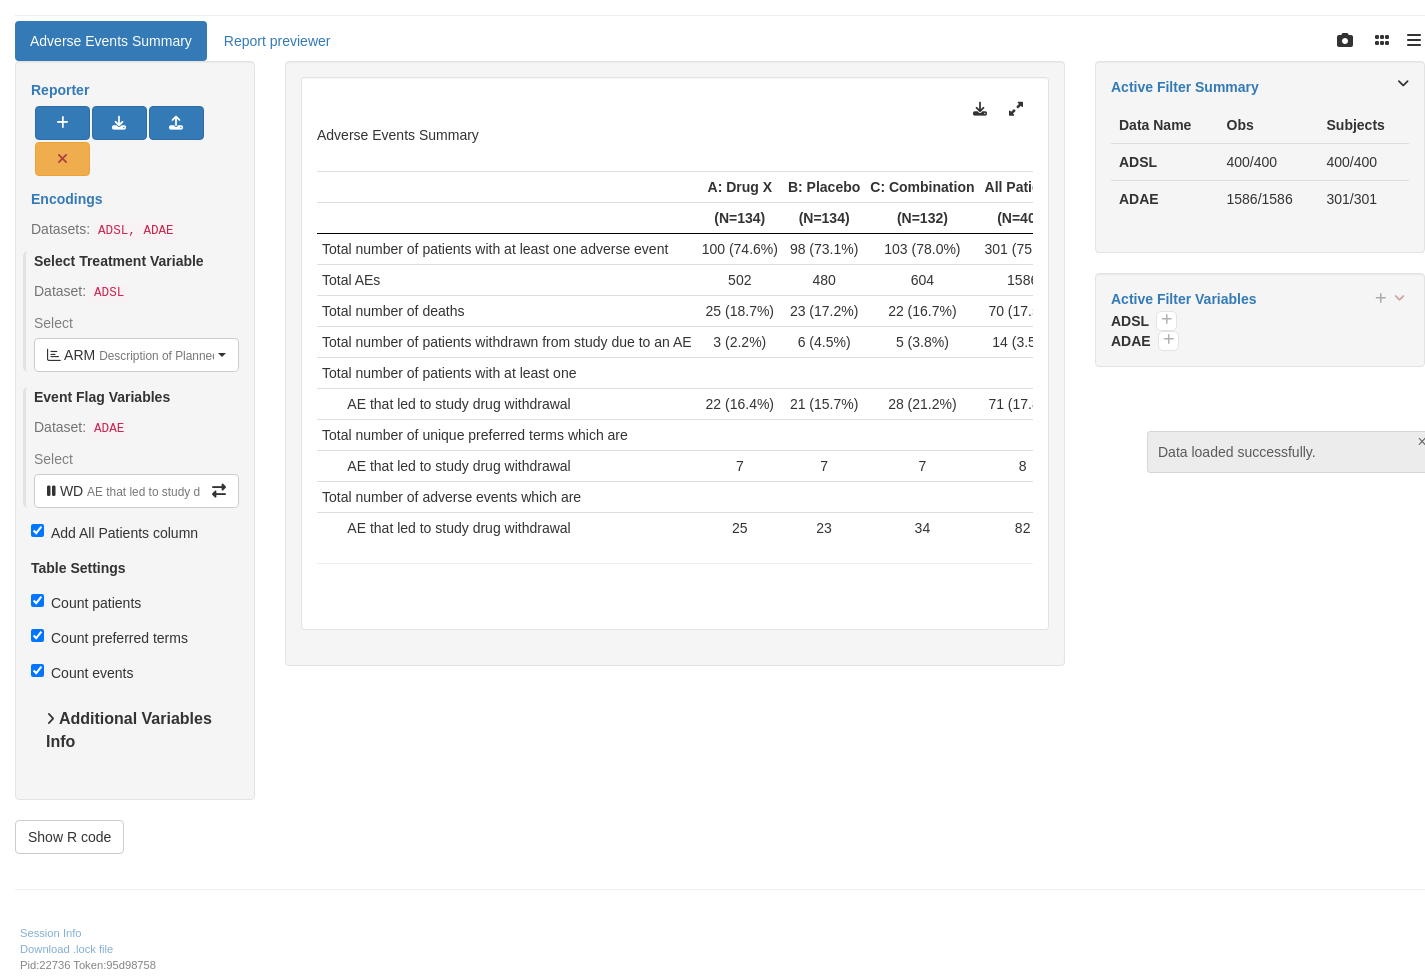 Adverse Events Summary Report previewer
Reporter
Encodings
Datasets: ADSL, ADAE
Select Treatment Variable
Dataset: ADSL
Select
ARM Description of Planned
Event Flag Variables
Dataset: ADAE
Select
WD AE that led to study d
Add All Patients column
Table Settings
Count patients
Count preferred terms
Count events
Additional Variables
Info
Show R code
Adverse Events Summary
A: Drug X B: Placebo C: Combination All Patie
(N=134) (N=134) (N=132) (N=40
Total number of patients with at least one adverse event 100 (74.6%) 98 (73.1%) 103 (78.0%) 301 (75
Total AEs 502 480 604 1586
Total number of deaths 25 (18.7%) 23 (17.2%) 22 (16.7%) 70 (17.
Total number of patients withdrawn from study due to an AE 3 (2.2%) 6 (4.5%) 5 (3.8%) 14 (3.5
Total number of patients with at least one
AE that led to study drug withdrawal 22 (16.4%) 21 (15.7%) 28 (21.2%) 71 (17.
Total number of unique preferred terms which are
AE that led to study drug withdrawal 7 7 7 8
Total number of adverse events which are
AE that led to study drug withdrawal 25 23 34 82
Active Filter Summary
Data Name Obs Subjects
ADSL 400/400 400/400
ADAE 1586/1586 301/301
Active Filter Variables
ADSL
ADAE
Data loaded successfully.
Session Info
Download .lock file
Pid:22736 Token:95d98758